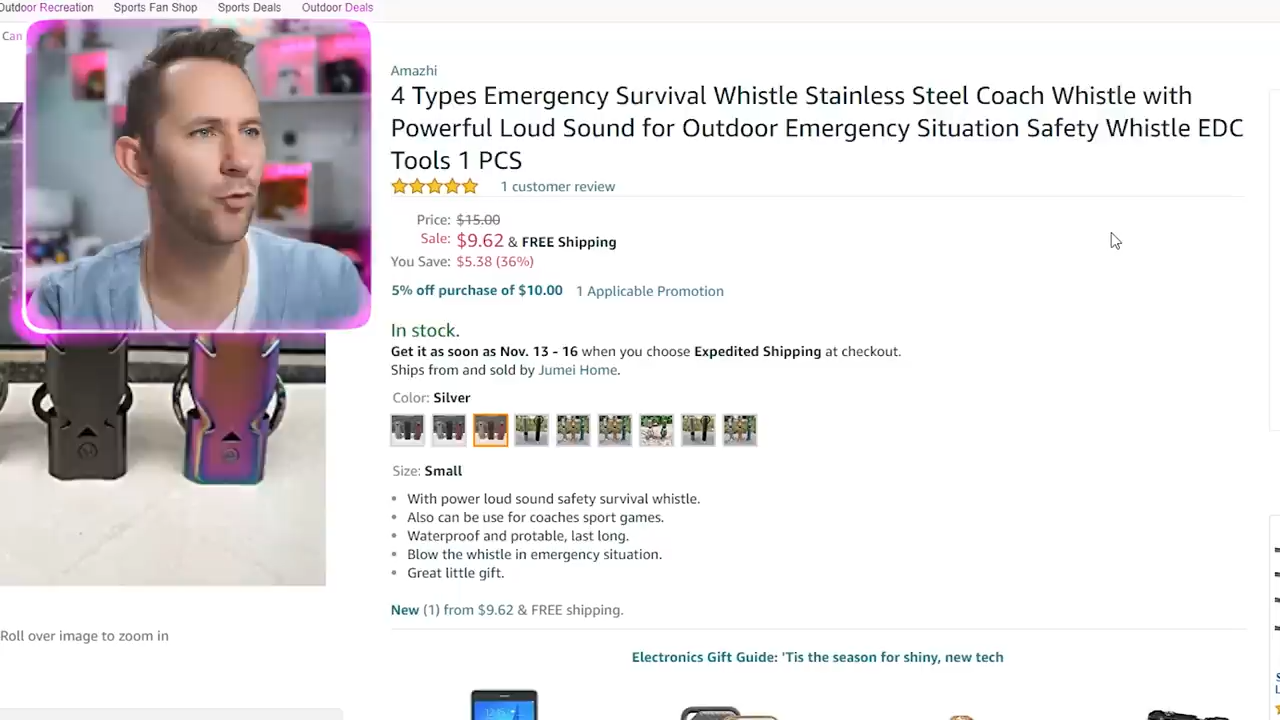 Outdoor Recreation Sports Fan Shop Sports Deals Outdoor Deals
Can
Amazhi
4 Types Emergency Survival Whistle Stainless Steel Coach Whistle with
Powerful Loud Sound for Outdoor Emergency Situation Safety Whistle EDC
Tools 1 PCS
1 customer review
Price: $15.00
Sale: $9.62 & FREE Shipping
You Save: $5.38 (36%)
5% off purchase of $10.00 1 Applicable Promotion
In stock.
Get it as soon as Nov. 13 - 16 when you choose Expedited Shipping at checkout.
Ships from and sold by Jumei Home.
Color: Silver
Size: Small
With power loud sound safety survival whistle.
Also can be use for coaches sport games.
Waterproof and protable, last long.
Blow the whistle in emergency situation.
Great little gift.
New (1) from $9.62 & FREE shipping.
Roll over image to zoom in
Electronics Gift Guide: 'Tis the season for shiny, new tech